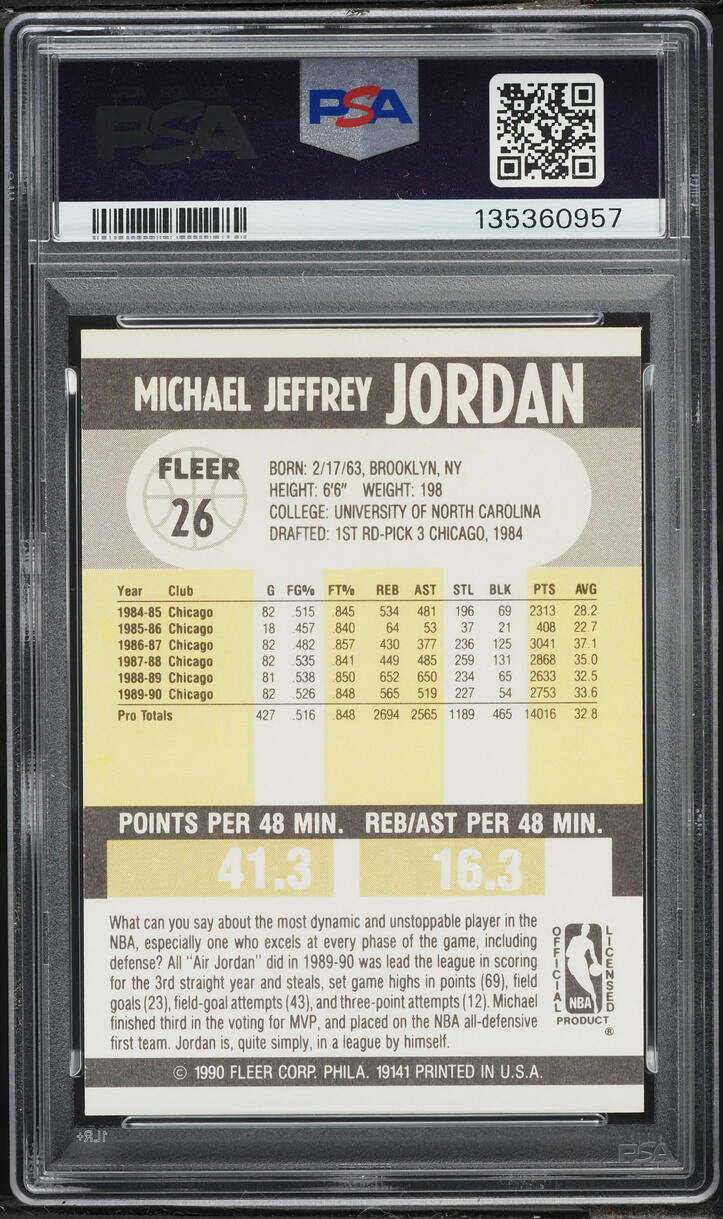 PSA
PSA
135360957
MICHAEL JEFFREY JORDAN
FLEER
26
BORN: 2/17/63, BROOKLYN, NY
HEIGHT: 6'6" WEIGHT: 198
COLLEGE: UNIVERSITY OF NORTH CAROLINA
DRAFTED: 1ST RD-PICK 3 CHICAGO, 1984
Year Club G FG% FT% REB AST STL BLK PTS AVG
1984-85 Chicago 82 .515 .845 534 481 196 69 2313 28.2
1985-86 Chicago 18 .457 .840 64 53 37 21 408 22.7
1986-87 Chicago 82 .482 .857 430 377 236 125 3041 37.1
1987-88 Chicago 82 .535 .841 449 485 259 131 2868 35.0
1988-89 Chicago 81 .538 .850 652 650 234 65 2633 32.5
1989-90 Chicago 82 .526 .848 565 519 227 54 2753 33.6
Pro Totals 427 .516 .848 2694 2565 1189 465 14016 32.8
POINTS PER 48 MIN. REB/AST PER 48 MIN.
41.3 16.3
What can you say about the most dynamic and unstoppable player in the
NBA, especially one who excels at every phase of the game, including
defense? All "Air Jordan" did in 1989-90 was lead the league in scoring
for the 3rd straight year and steals, set game highs in points (69), field
goals (23), field-goal attempts (43), and three-point attempts (12). Michael
finished third in the voting for MVP, and placed on the NBA all-defensive
first team. Jordan is, quite simply, in a league by himself.
OFFICIAL
LICENSED
NBA
PRODUCT
®
© 1990 FLEER CORP. PHILA. 19141 PRINTED IN U.S.A.
1LR+
PSA